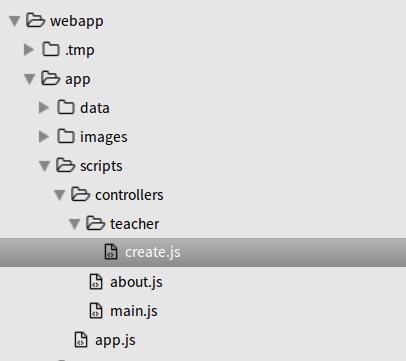 webapp
.tmp
app
data
images
scripts
controllers
teacher
create.js
about.js
main.js
app.js